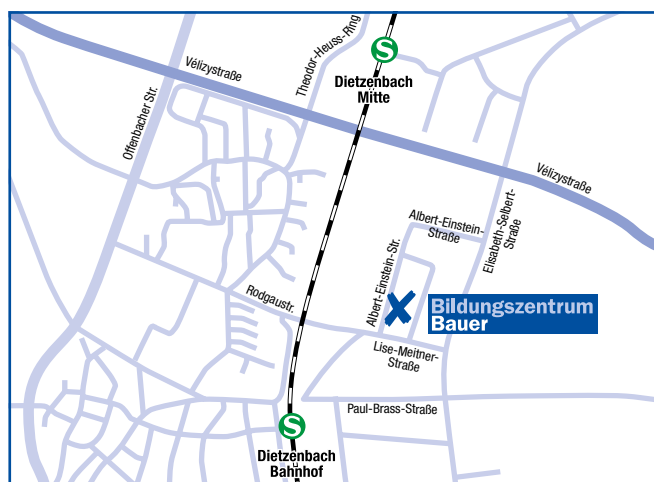 S
Dietzenbach
Mitte
Theodor-Heuss-Ring
Vélizystraße
Offenbacher Str.
Vélizystraße
Albert-Einstein-
Straße
Elisabeth-Selbert-
Straße
Albert-Einstein-Str.
Rodgaustr.
Bildungszentrum
Bauer
Lise-Meitner-
Straße
Paul-Brass-Straße
S
Dietzenbach
Bahnhof